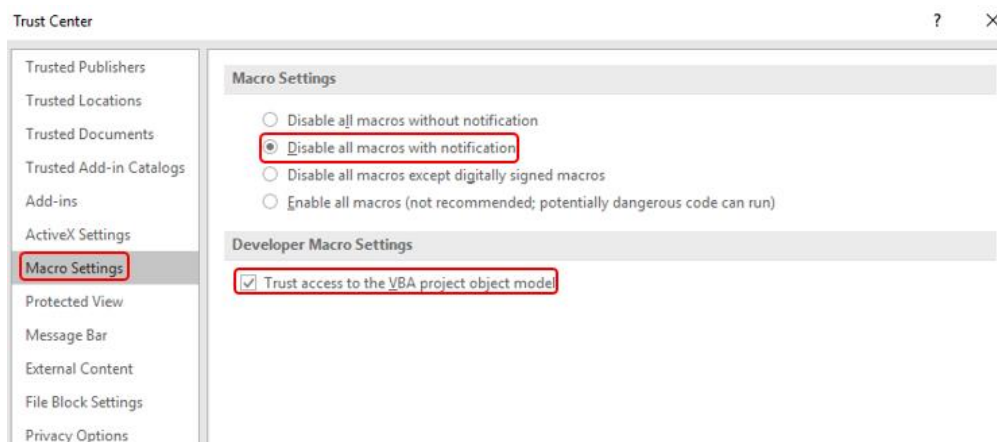 Trust Center
?
Trusted Publishers
Trusted Locations
Trusted Documents
Trusted Add-in Catalogs
Add-ins
ActiveX Settings
Macro Settings
Protected View
Message Bar
External Content
File Block Settings
Privacy Options
Macro Settings
Disable all macros without notification
Disable all macros with notification
Disable all macros except digitally signed macros
Enable all macros (not recommended; potentially dangerous code can run)
Developer Macro Settings
Trust access to the VBA project object model